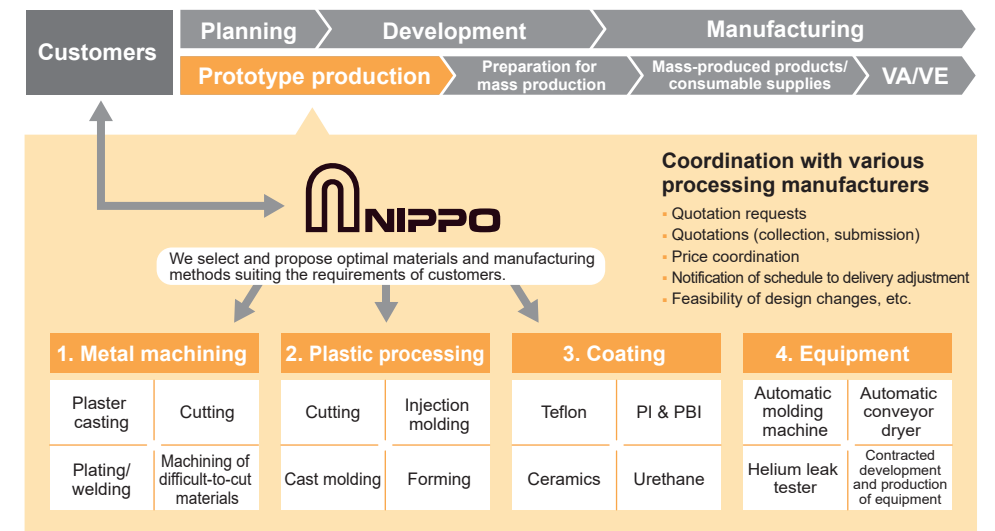 Customers
Planning
Development
Manufacturing
Prototype production
Preparation for
mass production
Mass-produced products/
consumable supplies
VA/VE
NIPPO
We select and propose optimal materials and manufacturing
methods suiting the requirements of customers.
Coordination with various
processing manufacturers
▪ Quotation requests
▪ Quotations (collection, submission)
▪ Price coordination
▪ Notification of schedule to delivery adjustment
▪ Feasibility of design changes, etc.
1. Metal machining
Plaster
casting
Cutting
Plating/
welding
Machining of
difficult-to-cut
materials
2. Plastic processing
Cutting
Injection
molding
Cast molding
Forming
3. Coating
Teflon
PI & PBI
Ceramics
Urethane
4. Equipment
Automatic
molding
machine
Automatic
conveyor
dryer
Helium leak
tester
Contracted
development
and production
of equipment